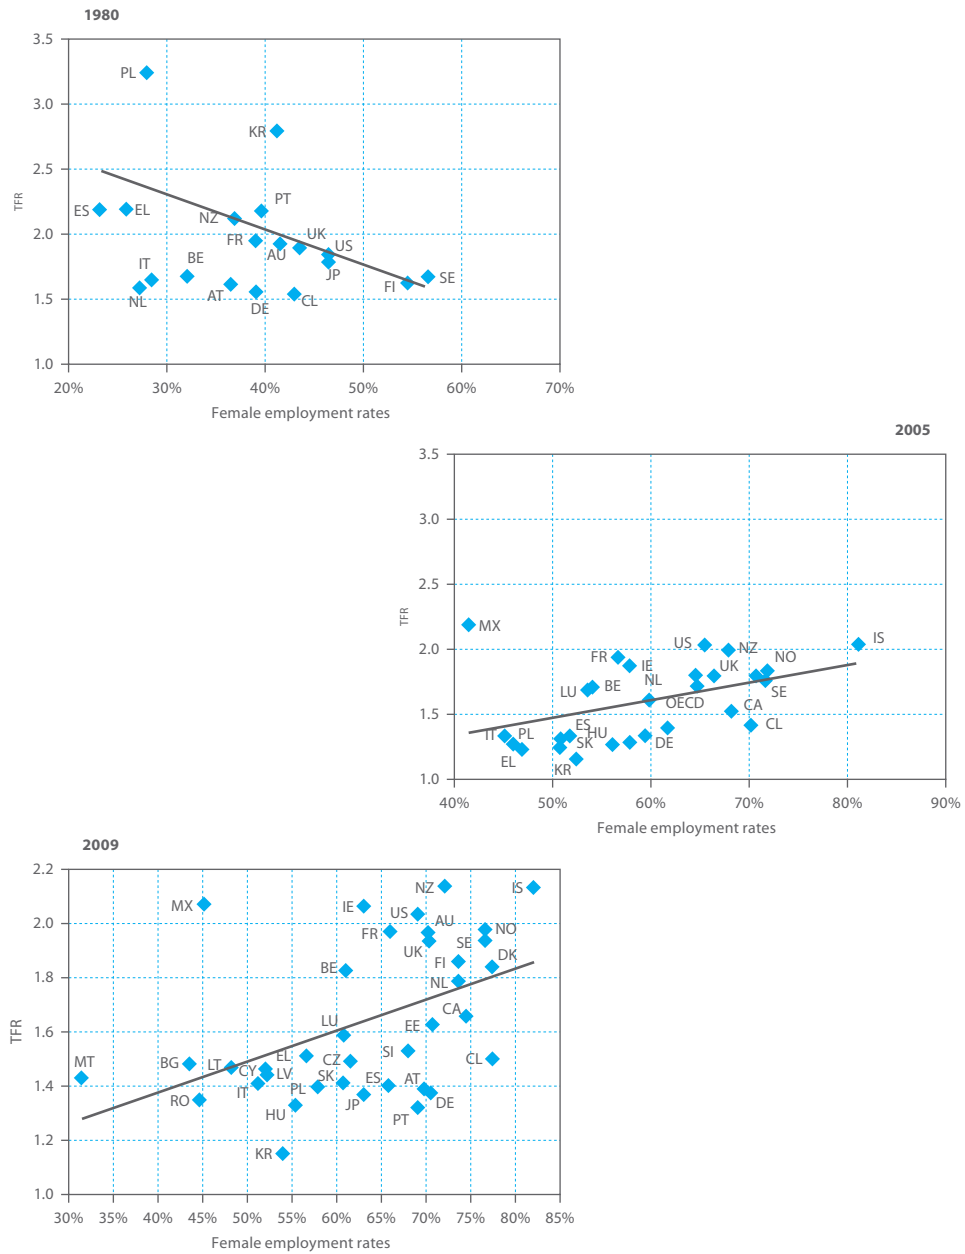 1980
3.5
PL
3.0
KR
2.5
TFR
ES
EL
NZ
PT
2.0
FR
AU
UK
US
IT
BE
JP
SE
NL
AT
DE
CL
FI
1.5
1.0
20%
30%
40%
50%
60%
70%
Female employment rates
2005
3.5
3.0
2.5
TFR
MX
2.0
US
NZ
IS
FR
IE
UK
NO
LU
BE
NL
SE
OECD
CA
1.5
IT
PL
ES
HU
CL
EL
SK
DE
KR
1.0
40%
50%
60%
70%
80%
90%
Female employment rates
2009
2.2
NZ
IS
MX
IE
US
2.0
FR
AU
NO
UK
SE
BE
FI
DK
1.8
NL
CA
LU
EE
1.6
TFR
MT
BG
LT
CY
EL
CZ
SI
CL
LV
SK
ES
AT
1.4
RO
IT
PL
JP
DE
HU
PT
1.2
KR
1.0
30%
35%
40%
45%
50%
55%
60%
65%
70%
75%
80%
85%
Female employment rates